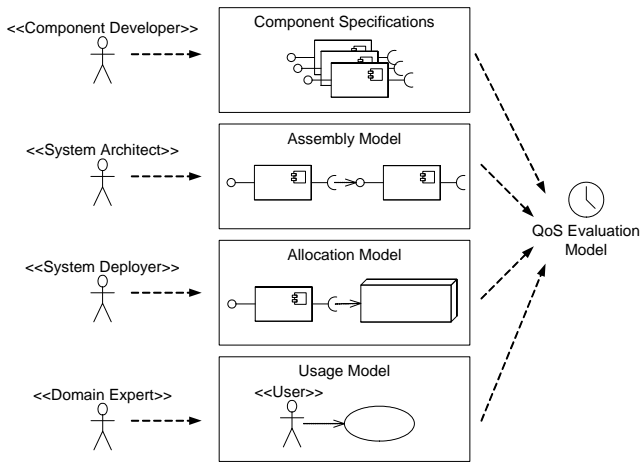 <<Component Developer>>
Component Specifications
<<System Architect>>
Assembly Model
<<System Deployer>>
Allocation Model
<<Domain Expert>>
Usage Model
<<User>>
QoS Evaluation
Model